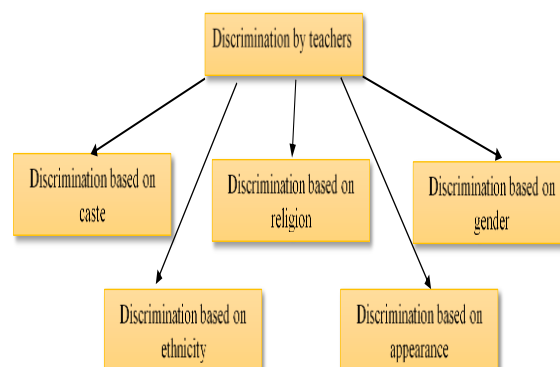 Discrimination by teachers
Discrimination based on
caste
Discrimination based on
religion
Discrimination based on
gender
Discrimination based on
ethnicity
Discrimination based on
appearance